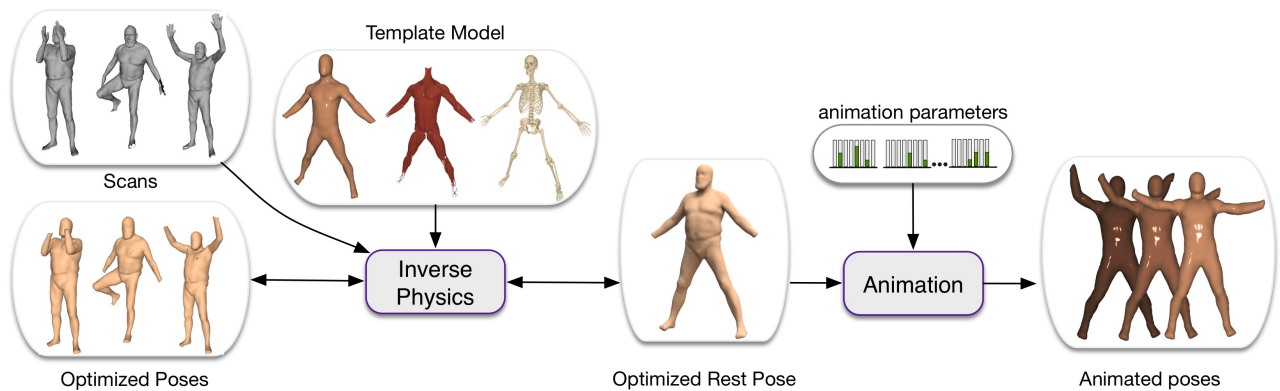 Template Model
Scans
animation parameters
Inverse
Physics
Animation
Optimized Poses
Optimized Rest Pose
Animated poses